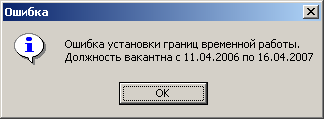 Ошибка
Ошибка установки границ временной работы.
Должность вакантна с 11.04.2006 по 16.04.2007
OK